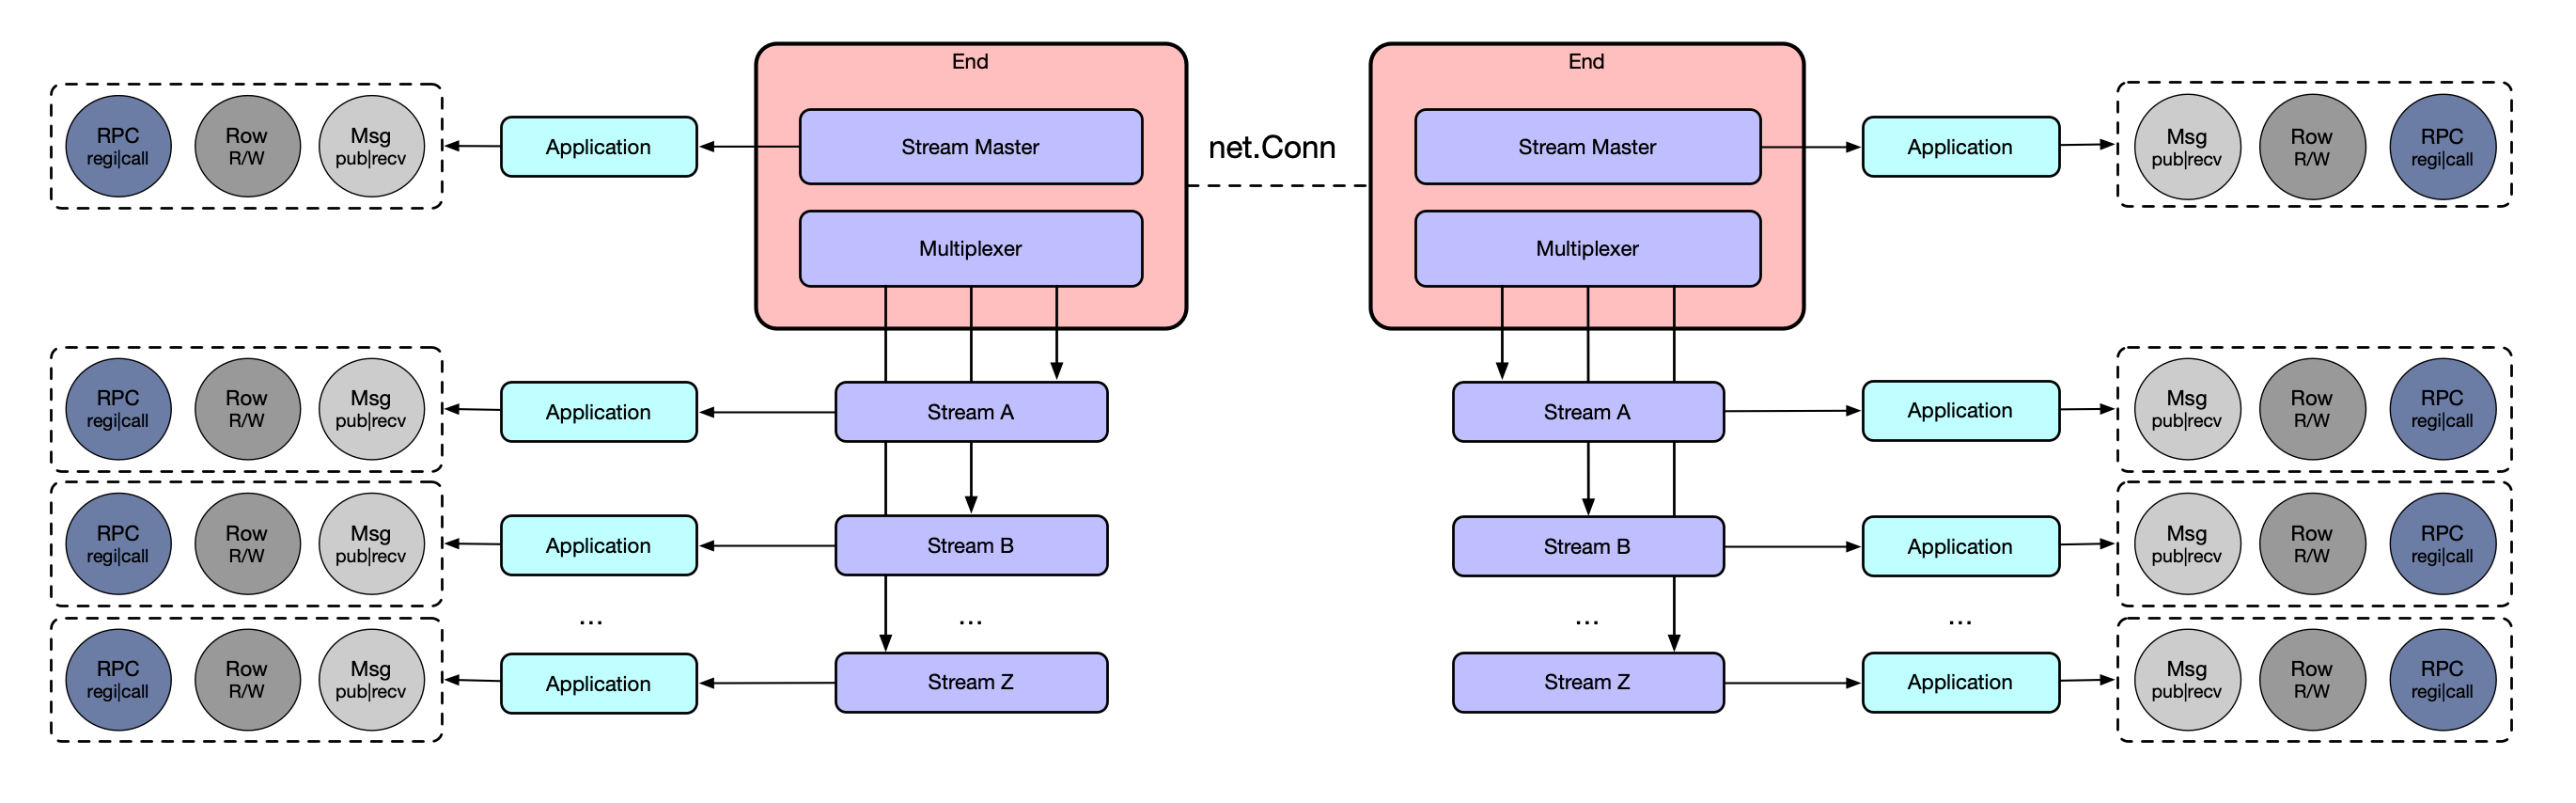 End
End
RPC
regi|call
Row
R/W
Msg
pub|recv
Application
Stream Master
net.Conn
Stream Master
Application
Msg
pub|recv
Row
R/W
RPC
regi|call
Multiplexer
Multiplexer
RPC
regi|call
Row
R/W
Msg
pub|recv
Application
Stream A
Stream A
Application
Msg
pub|recv
Row
R/W
RPC
regi|call
RPC
regi|call
Row
R/W
Msg
pub|recv
Application
Stream B
Stream B
Application
Msg
pub|recv
Row
R/W
RPC
regi|call
...
...
...
...
RPC
regi|call
Row
R/W
Msg
pub|recv
Application
Stream Z
Stream Z
Application
Msg
pub|recv
Row
R/W
RPC
regi|call